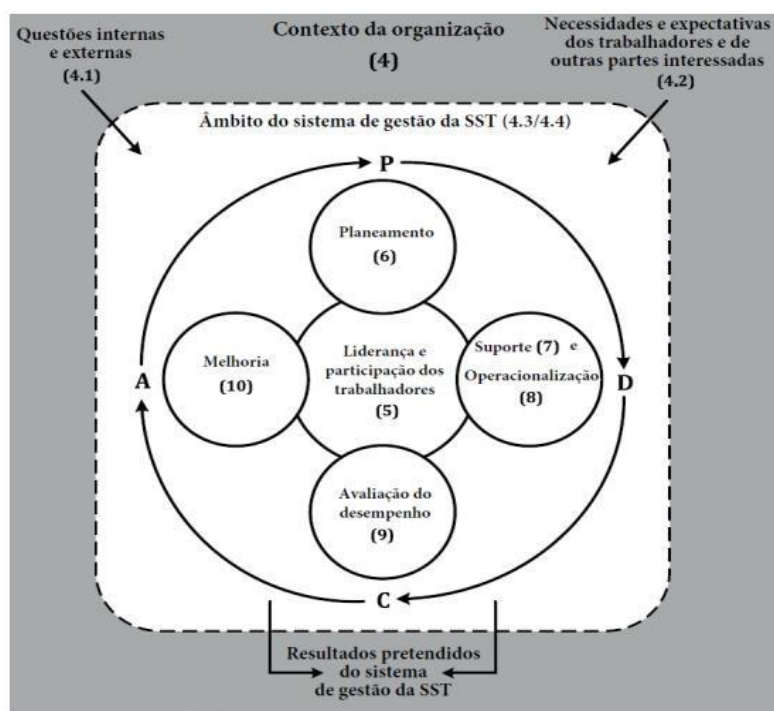 Questões internas
e externas
(4.1)
Contexto da organização
(4)
Necessidades e expectativas
dos trabalhadores e de
outras partes interessadas
(4.2)
Âmbito do sistema de gestão da SST (4.3/4.4)
P
Planeamento
(6)
A
Melhoria
(10)
Liderança e
participação dos
trabalhadores
(5)
Suporte (7) e
Operacionalização
(8)
D
Avaliação do
desempenho
(9)
C
Resultados pretendidos
do sistema
de gestão da SST